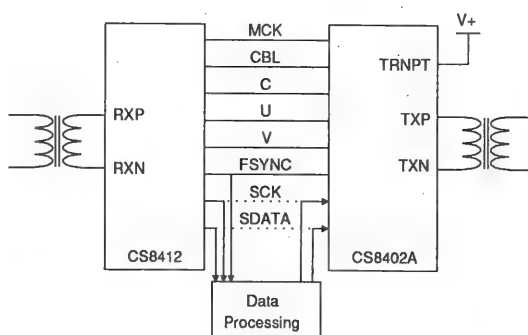 MCK
V+
CBL
TRNPT
C
RXP
U
TXP
V
RXN
FSYNC
TXN
SCK
SDATA
CS8412
CS8402A
Data
Processing